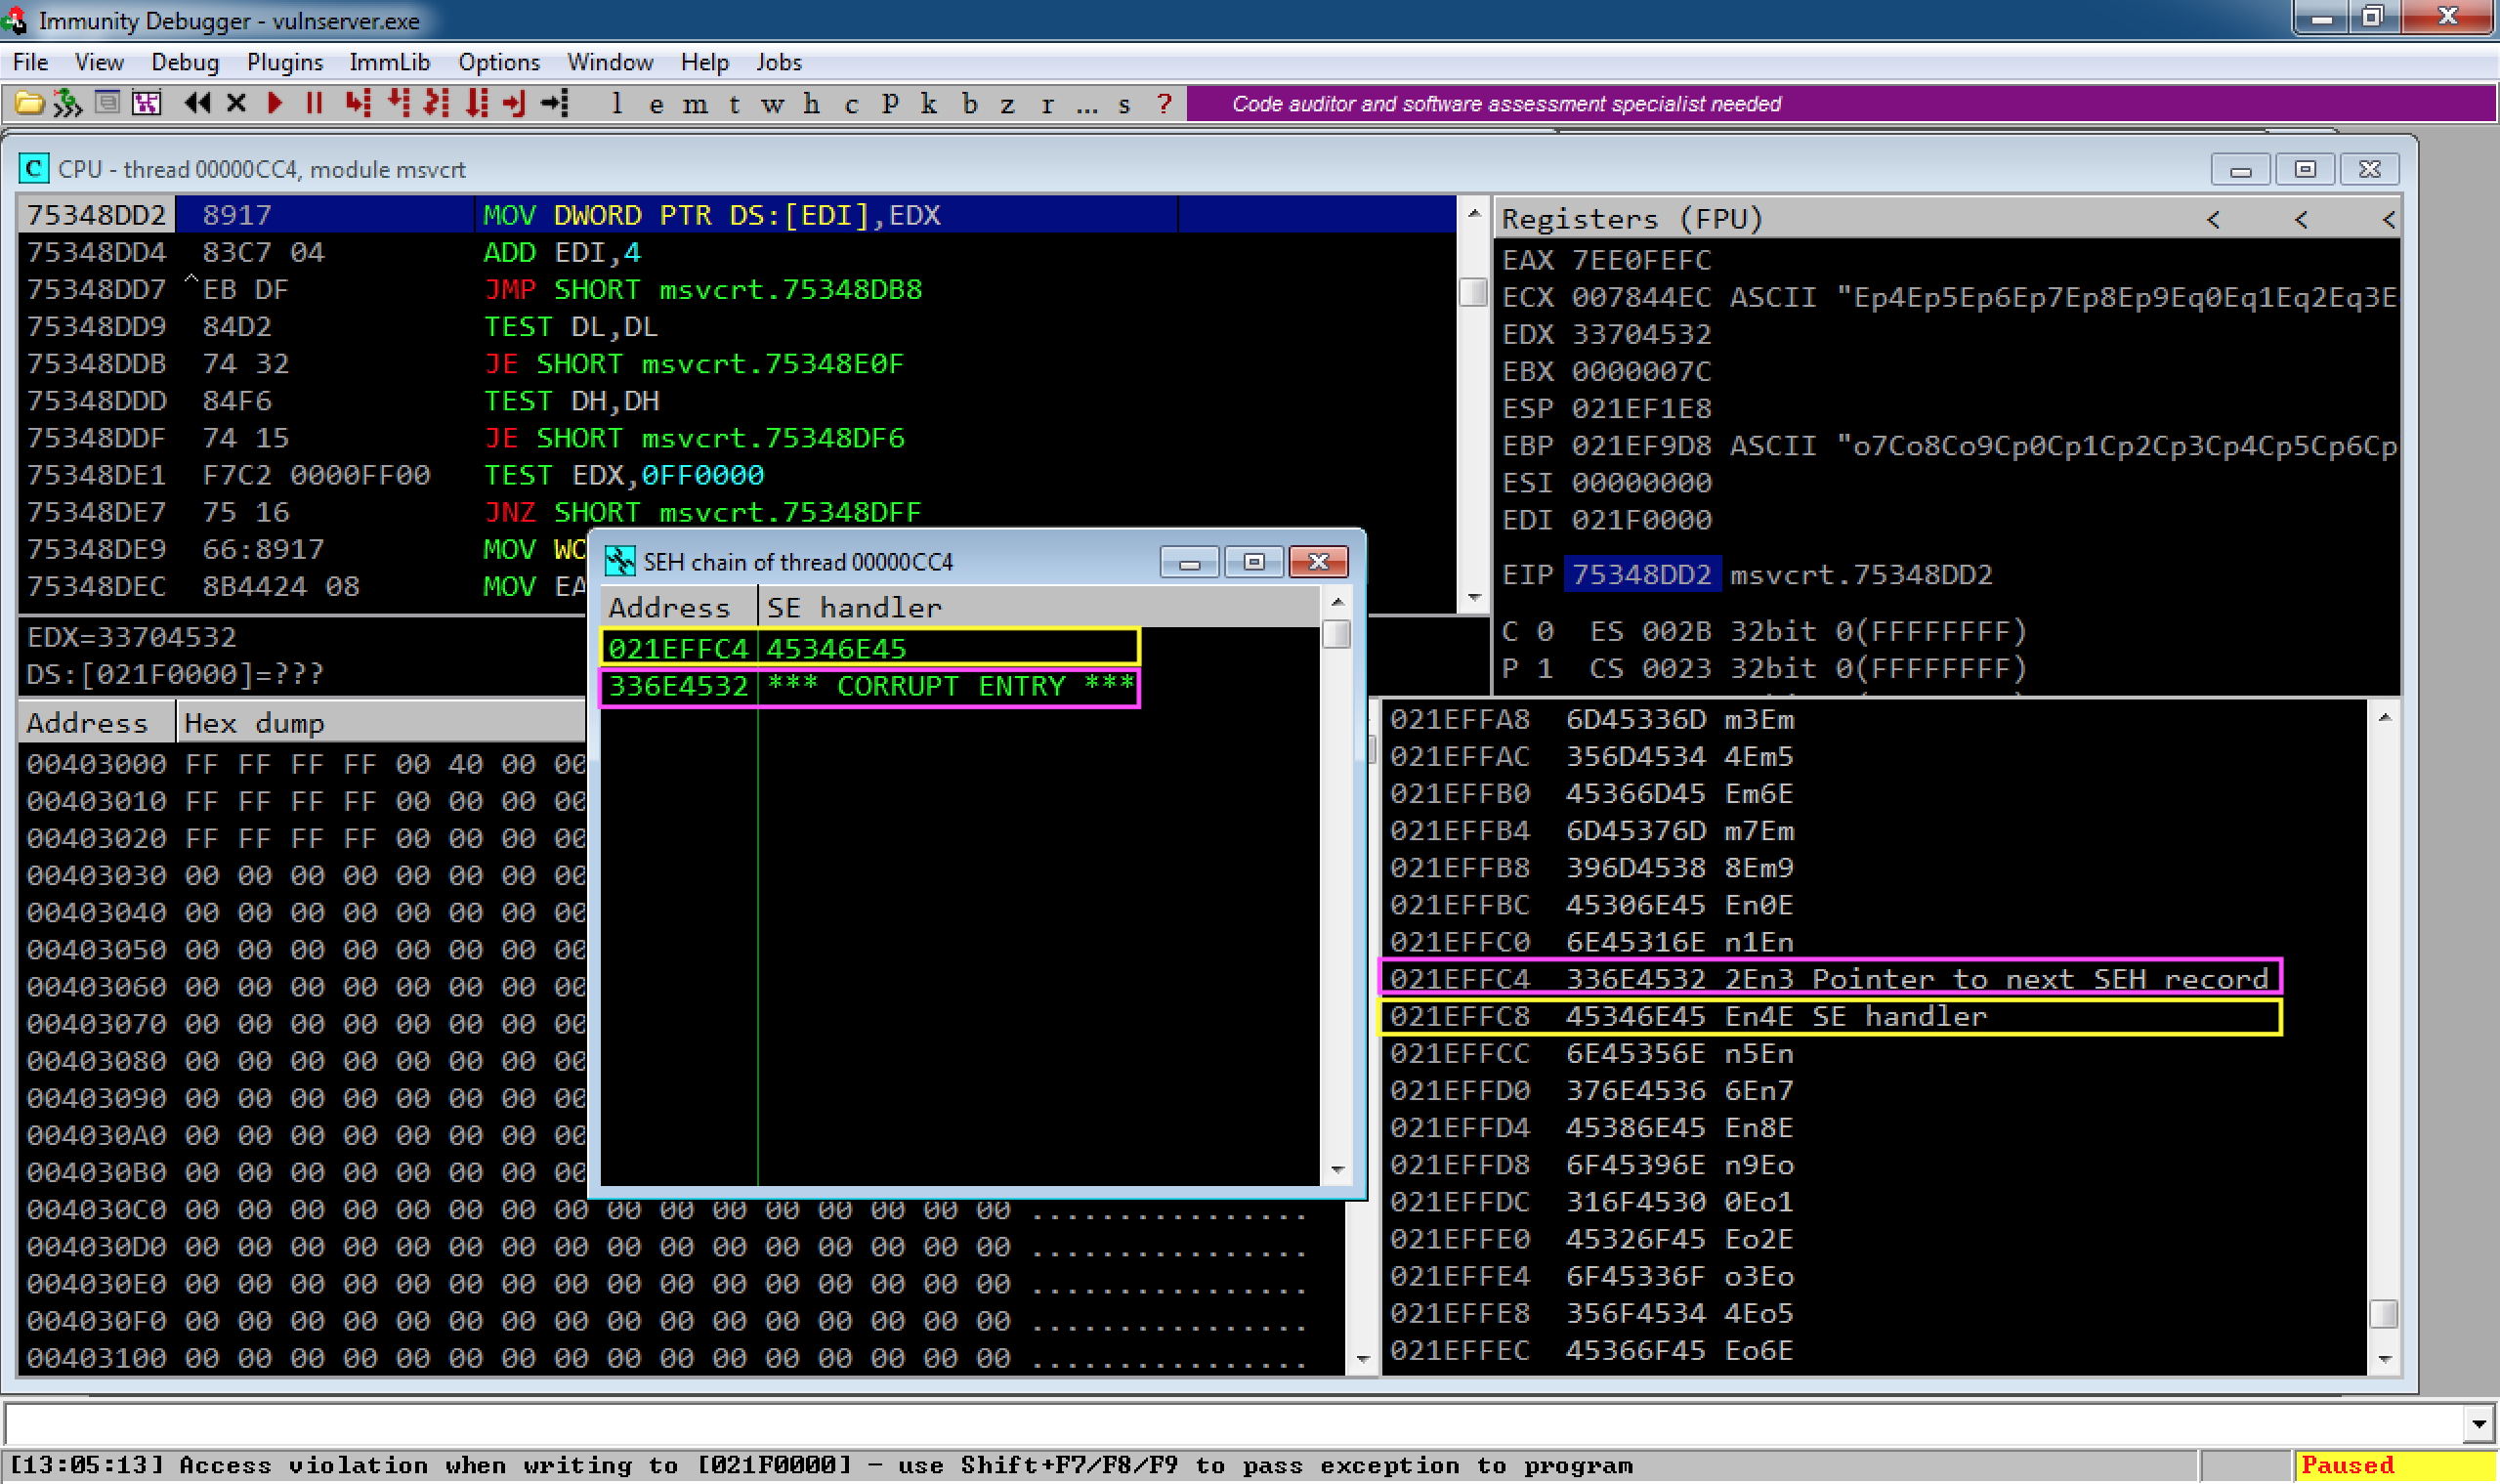 Immunity Debugger - vulnserver.exe
File View Debug Plugins ImmLib Options Window Help Jobs
l e m t w h c P k b z r ... s ? Code auditor and software assessment specialist needed
C CPU - thread 00000CC4, module msvcrt
75348DD2 8917 MOV DWORD PTR DS:[EDI],EDX
75348DD4 83C7 04 ADD EDI,4
75348DD7 ^EB DF JMP SHORT msvcrt.75348DB8
75348DD9 84D2 TEST DL,DL
75348DDB 74 32 JE SHORT msvcrt.75348E0F
75348DDD 84F6 TEST DH,DH
75348DDF 74 15 JE SHORT msvcrt.75348DF6
75348DE1 F7C2 0000FF00 TEST EDX,0FF0000
75348DE7 75 16 JNZ SHORT msvcrt.75348DFF
75348DE9 66:8917 MOV WO
75348DEC 8B4424 08 MOV EA
EDX=33704532
DS:[021F0000]=???
Registers (FPU) < < <
EAX 7EE0FEFC
ECX 007844EC ASCII "Ep4Ep5Ep6Ep7Ep8Ep9Eq0Eq1Eq2Eq3E
EDX 33704532
EBX 0000007C
ESP 021EF1E8
EBP 021EF9D8 ASCII "o7Co8Co9Cp0Cp1Cp2Cp3Cp4Cp5Cp6Cp
ESI 00000000
EDI 021F0000
EIP 75348DD2 msvcrt.75348DD2
C 0 ES 002B 32bit 0(FFFFFFFF)
P 1 CS 0023 32bit 0(FFFFFFFF)
SEH chain of thread 00000CC4
Address SE handler
021EFFC4 45346E45
336E4532 *** CORRUPT ENTRY ***
Address Hex dump
00403000 FF FF FF FF 00 40 00 00
00403010 FF FF FF FF 00 00 00 00
00403020 FF FF FF FF 00 00 00 00
00403030 00 00 00 00 00 00 00 00
00403040 00 00 00 00 00 00 00 00
00403050 00 00 00 00 00 00 00 00
00403060 00 00 00 00 00 00 00 00
00403070 00 00 00 00 00 00 00 00
00403080 00 00 00 00 00 00 00 00
00403090 00 00 00 00 00 00 00 00
004030A0 00 00 00 00 00 00 00 00
004030B0 00 00 00 00 00 00 00 00
004030C0 00 00 00 00 00 00 00 00 00 00 00 00 00 00 00 00 ................
004030D0 00 00 00 00 00 00 00 00 00 00 00 00 00 00 00 00 ................
004030E0 00 00 00 00 00 00 00 00 00 00 00 00 00 00 00 00 ................
004030F0 00 00 00 00 00 00 00 00 00 00 00 00 00 00 00 00 ................
00403100 00 00 00 00 00 00 00 00 00 00 00 00 00 00 00 00 ................
021EFFA8 6D45336D m3Em
021EFFAC 356D4534 4Em5
021EFFB0 45366D45 Em6E
021EFFB4 6D45376D m7Em
021EFFB8 396D4538 8Em9
021EFFBC 45306E45 En0E
021EFFC0 6E45316E n1En
021EFFC4 336E4532 2En3 Pointer to next SEH record
021EFFC8 45346E45 En4E SE handler
021EFFCC 6E45356E n5En
021EFFD0 376E4536 6En7
021EFFD4 45386E45 En8E
021EFFD8 6F45396E n9Eo
021EFFDC 316F4530 0Eo1
021EFFE0 45326F45 Eo2E
021EFFE4 6F45336F o3Eo
021EFFE8 356F4534 4Eo5
021EFFEC 45366F45 Eo6E
[13:05:13] Access violation when writing to [021F0000] - use Shift+F7/F8/F9 to pass exception to program
Paused